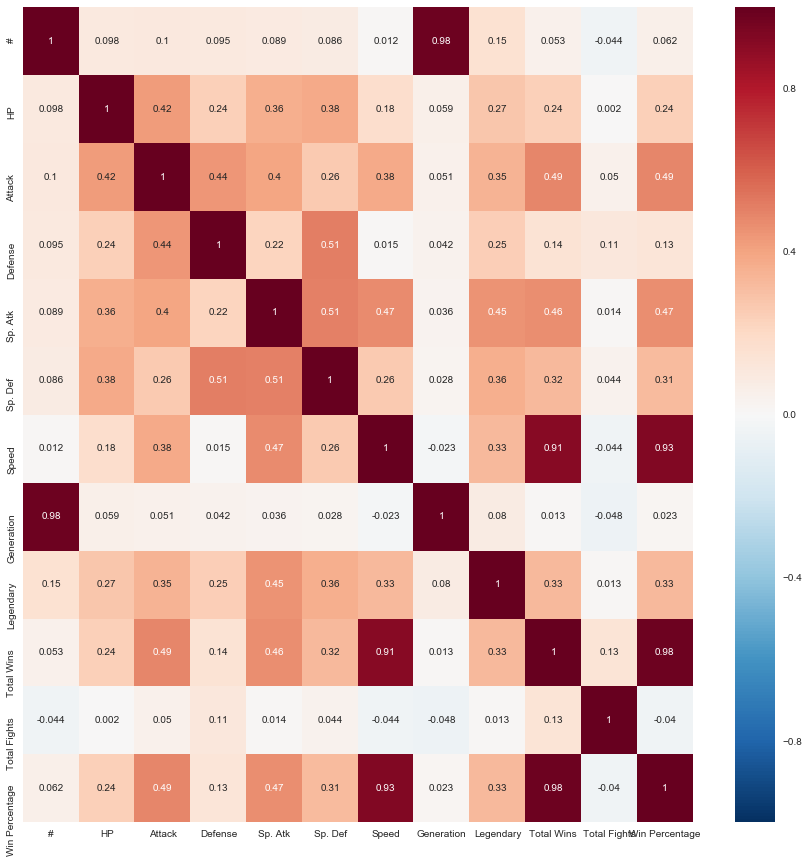 # 1 0.098 0.1 0.095 0.089 0.086 0.012 0.98 0.15 0.053 -0.044 0.062
HP 0.098 1 0.42 0.24 0.36 0.38 0.18 0.059 0.27 0.24 0.002 0.24
Attack 0.1 0.42 1 0.44 0.4 0.26 0.38 0.051 0.35 0.49 0.05 0.49
Defense 0.095 0.24 0.44 1 0.22 0.51 0.015 0.042 0.25 0.14 0.11 0.13
Sp. Atk 0.089 0.36 0.4 0.22 1 0.51 0.47 0.036 0.45 0.46 0.014 0.47
Sp. Def 0.086 0.38 0.26 0.51 0.51 1 0.26 0.028 0.36 0.32 0.044 0.31
Speed 0.012 0.18 0.38 0.015 0.47 0.26 1 -0.023 0.33 0.91 -0.044 0.93
Generation 0.98 0.059 0.051 0.042 0.036 0.028 -0.023 1 0.08 0.013 -0.048 0.023
Legendary 0.15 0.27 0.35 0.25 0.45 0.36 0.33 0.08 1 0.33 0.013 0.33
Total Wins 0.053 0.24 0.49 0.14 0.46 0.32 0.91 0.013 0.33 1 0.13 0.98
Total Fights -0.044 0.002 0.05 0.11 0.014 0.044 -0.044 -0.048 0.013 0.13 1 -0.04
Win Percentage 0.062 0.24 0.49 0.13 0.47 0.31 0.93 0.023 0.33 0.98 -0.04 1
# HP Attack Defense Sp. Atk Sp. Def Speed Generation Legendary Total Wins Total Fights Win Percentage
0.8
0.4
0.0
−0.4
−0.8